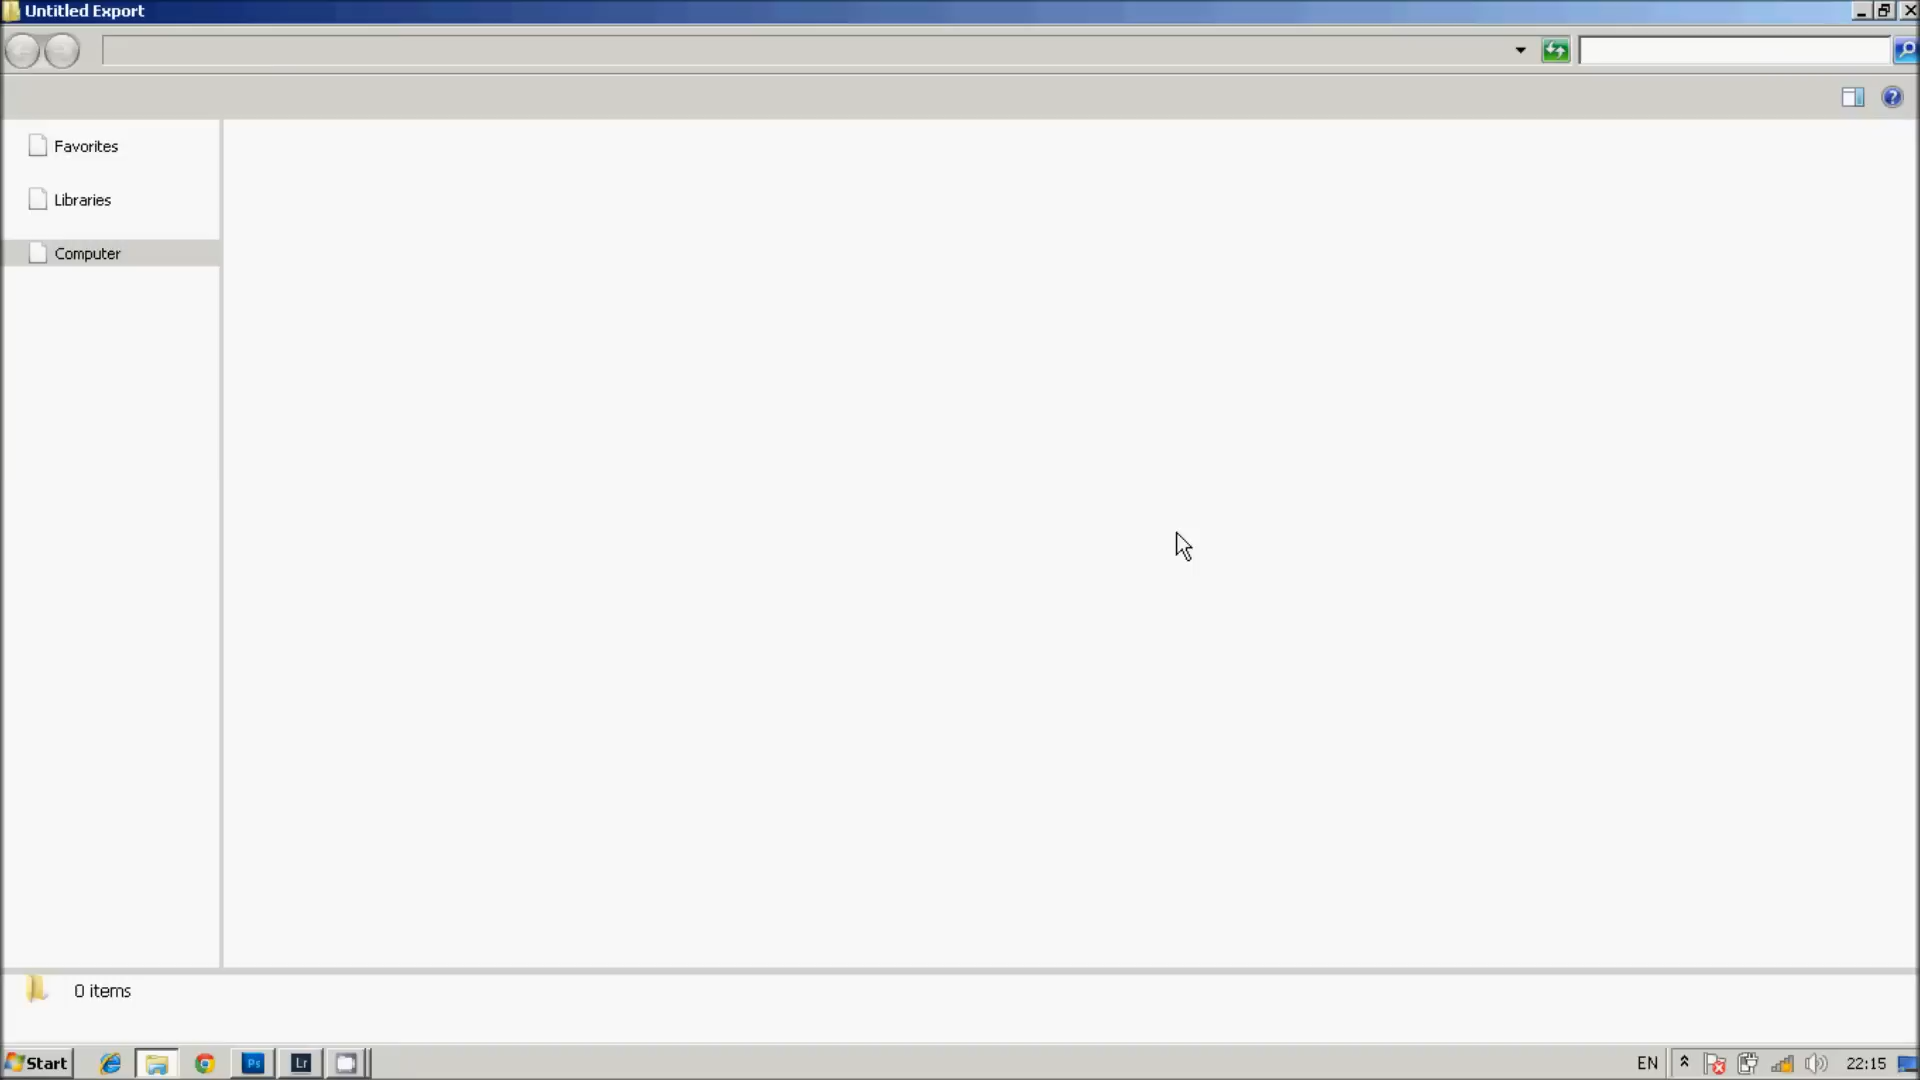 Untitled Export
Favorites
Libraries
Computer
0 items
Start
Ps
Lr
EN
22:15